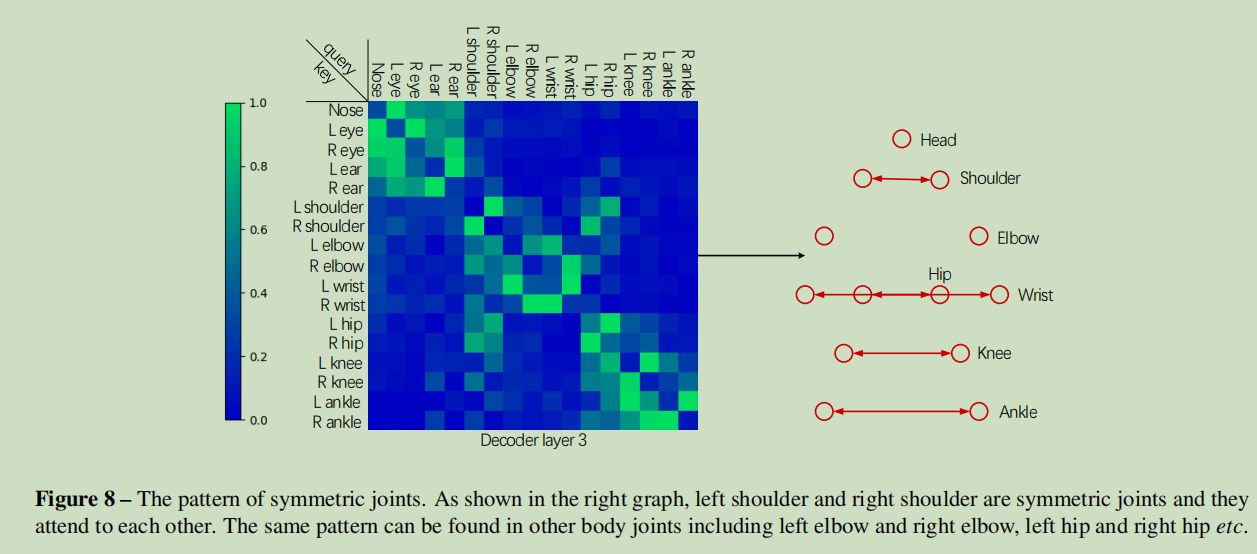 query
key
Nose
L eye
R eye
L ear
R ear
L shoulder
R shoulder
L elbow
R elbow
L wrist
R wrist
L hip
R hip
L knee
R knee
L ankle
R ankle
Nose
L eye
R eye
L ear
R ear
L shoulder
R shoulder
L elbow
R elbow
L wrist
R wrist
L hip
R hip
L knee
R knee
L ankle
R ankle
1.0
0.8
0.6
0.4
0.2
0.0
Decoder layer 3
Head
Shoulder
Elbow
Hip
Wrist
Knee
Ankle
Figure 8 – The pattern of symmetric joints. As shown in the right graph, left shoulder and right shoulder are symmetric joints and they
attend to each other. The same pattern can be found in other body joints including left elbow and right elbow, left hip and right hip etc.